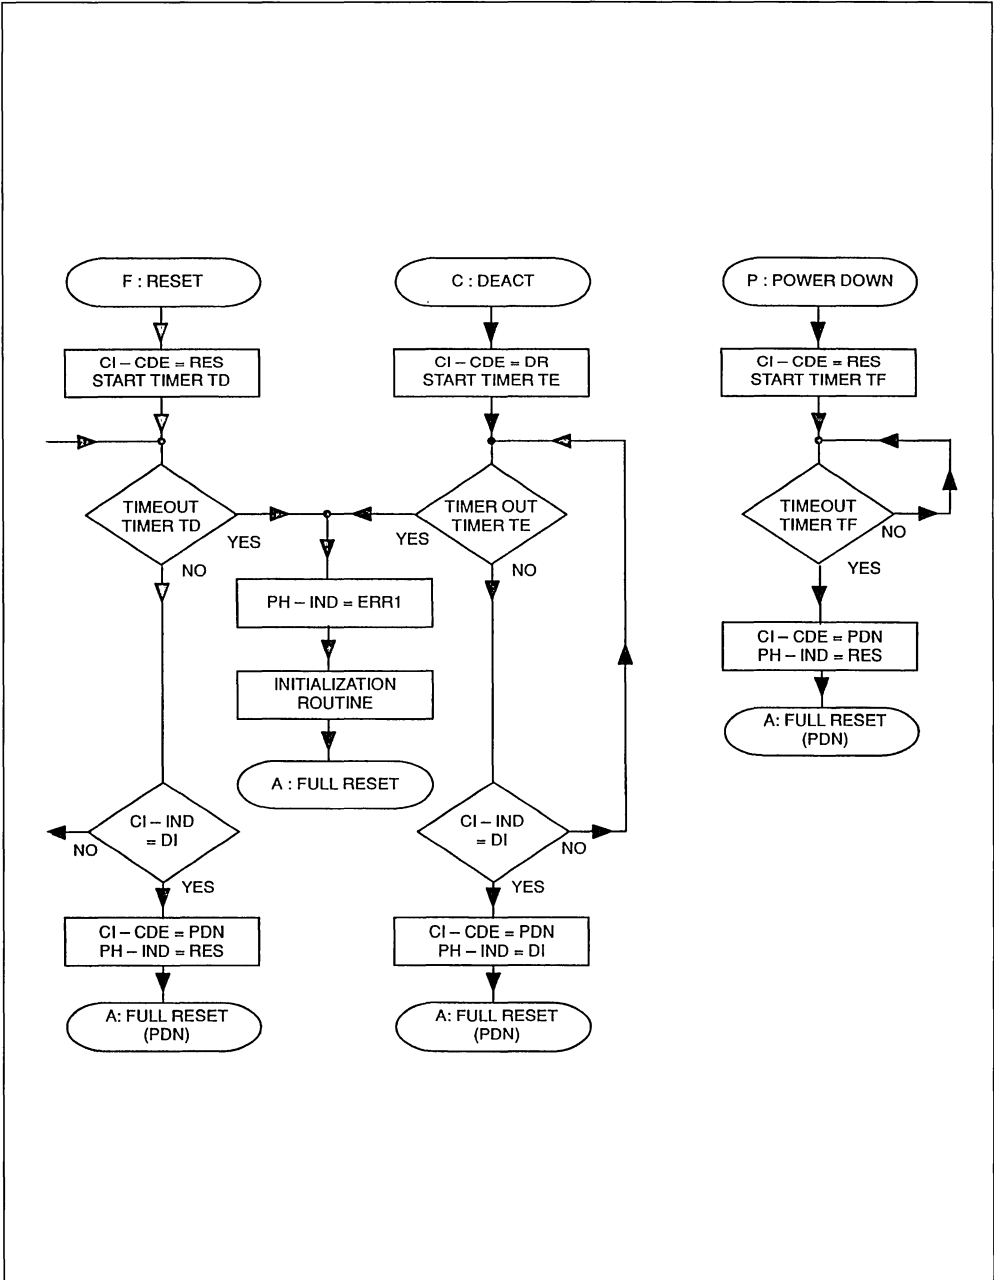 F : RESET
CI – CDE = RES
START TIMER TD
TIMEOUT
TIMER TD
YES
NO
CI – IND
= DI
NO
YES
CI – CDE = PDN
PH – IND = RES
A: FULL RESET
(PDN)
PH – IND = ERR1
INITIALIZATION
ROUTINE
A : FULL RESET
C : DEACT
CI – CDE = DR
START TIMER TE
TIMER OUT
TIMER TE
YES
NO
CI – IND
= DI
NO
YES
CI – CDE = PDN
PH – IND = DI
A: FULL RESET
(PDN)
P : POWER DOWN
CI – CDE = RES
START TIMER TF
TIMEOUT
TIMER TF
NO
YES
CI – CDE = PDN
PH – IND = RES
A: FULL RESET
(PDN)